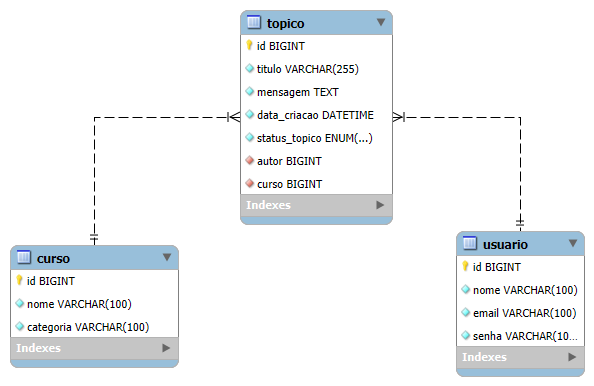 topico
id BIGINT
titulo VARCHAR(255)
mensagem TEXT
data_criacao DATETIME
status_topico ENUM(...)
autor BIGINT
curso BIGINT
Indexes
curso
id BIGINT
nome VARCHAR(100)
categoria VARCHAR(100)
Indexes
usuario
id BIGINT
nome VARCHAR(100)
email VARCHAR(100)
senha VARCHAR(10...
Indexes